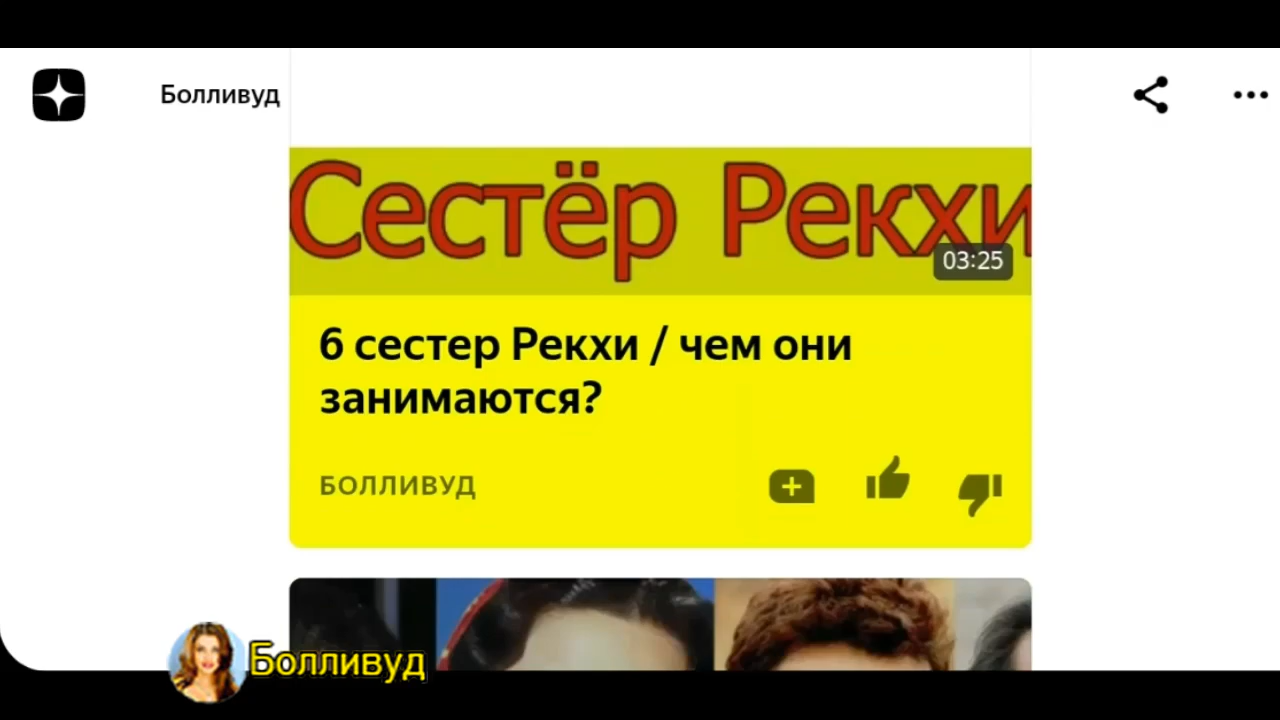 Болливуд
Сестёр Рекхи
03:25
6 сестер Рекхи / чем они
занимаются?
БОЛЛИВУД
Болливуд